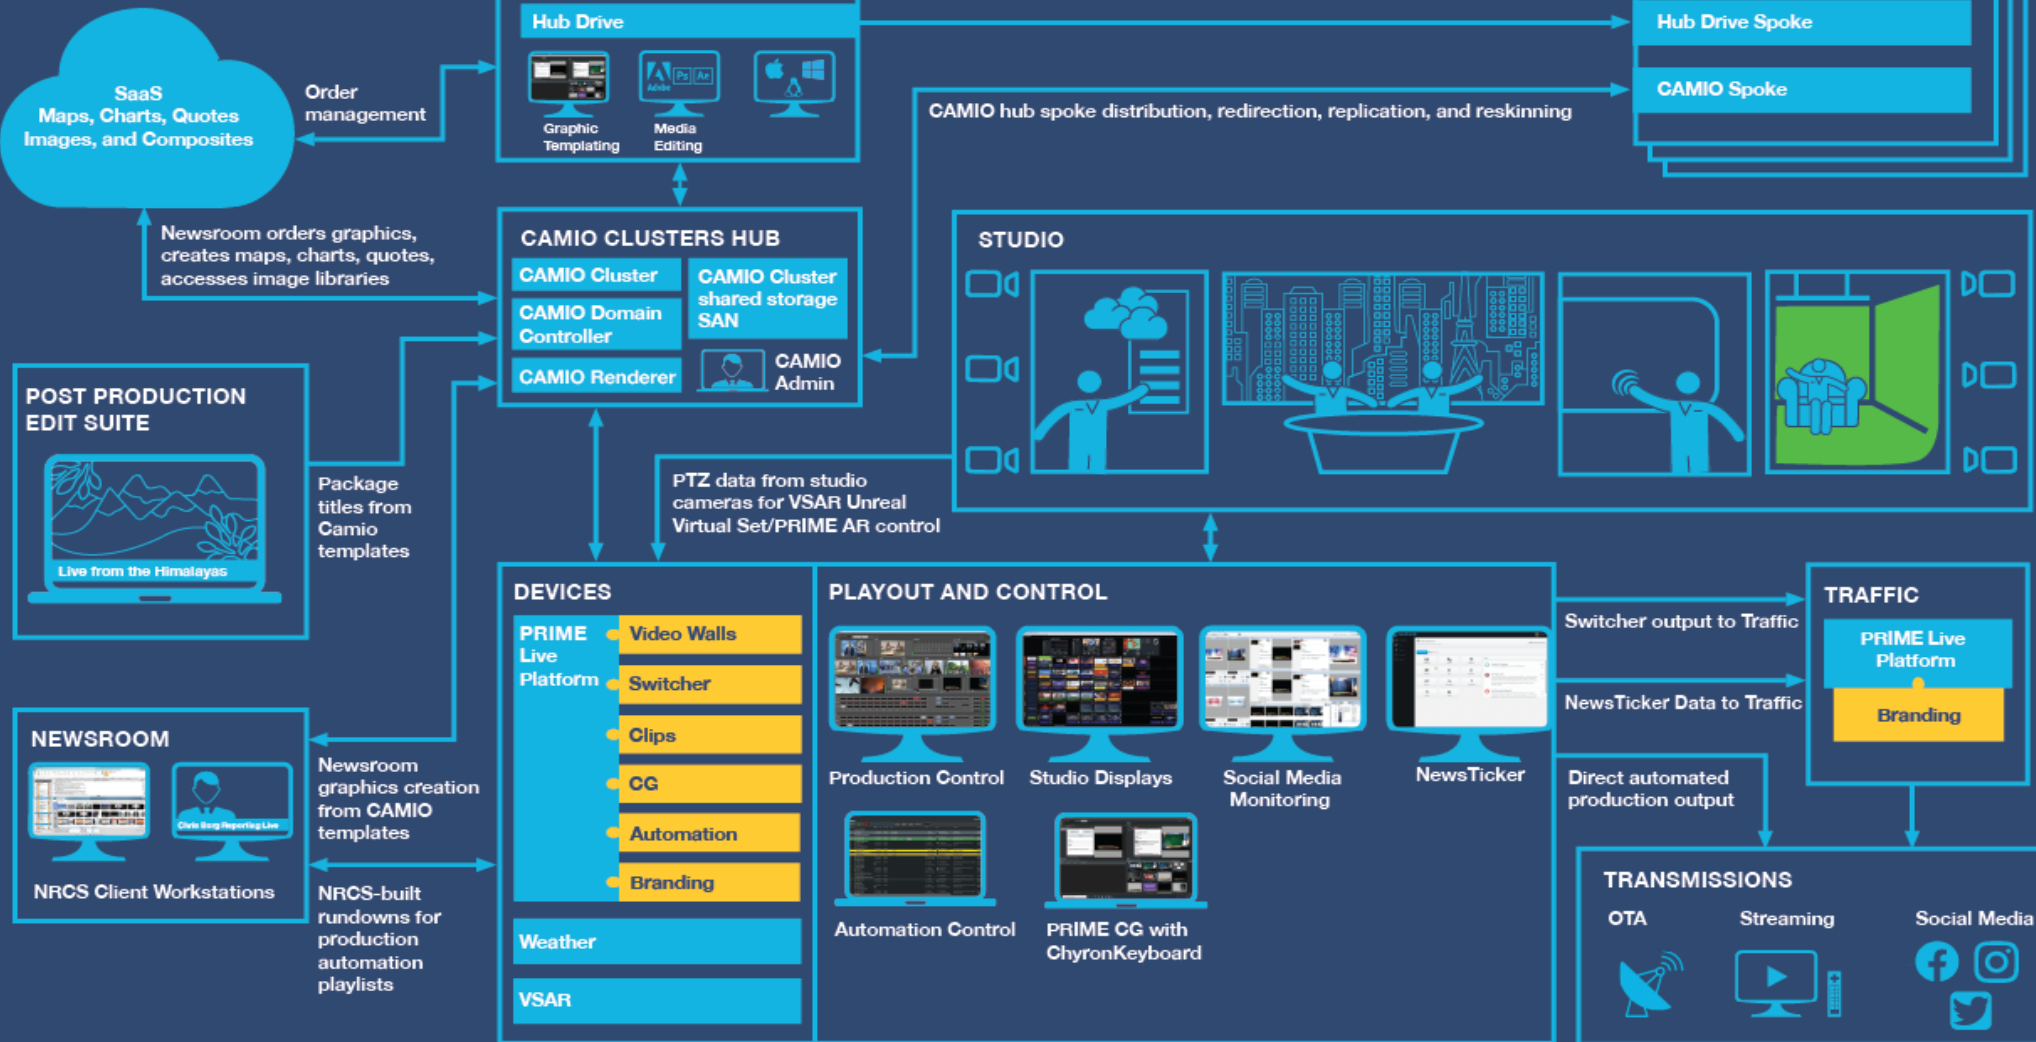 Hub Drive
Graphic
Templating
Adobe
Ps
Ae
Media
Editing
Hub Drive Spoke
CAMIO Spoke
SaaS
Maps, Charts, Quotes
Images, and Composites
Order
management
CAMIO hub spoke distribution, redirection, replication, and reskinning
Newsroom orders graphics,
creates maps, charts, quotes,
accesses image libraries
CAMIO CLUSTERS HUB
CAMIO Cluster
CAMIO Domain
Controller
CAMIO Renderer
CAMIO Cluster
shared storage
SAN
CAMIO
Admin
STUDIO
POST PRODUCTION
EDIT SUITE
Live from the Himalayas
Package
titles from
Camio
templates
PTZ data from studio
cameras for VSAR Unreal
Virtual Set/PRIME AR control
NEWSROOM
Chris Borg Reporting Live
NRCS Client Workstations
Newsroom
graphics creation
from CAMIO
templates
NRCS-built
rundowns for
production
automation
playlists
DEVICES
PRIME
Live
Platform
Video Walls
Switcher
Clips
CG
Automation
Branding
Weather
VSAR
PLAYOUT AND CONTROL
Production Control
Studio Displays
Social Media
Monitoring
NewsTicker
Automation Control
PRIME CG with
ChyronKeyboard
Switcher output to Traffic
NewsTicker Data to Traffic
Direct automated
production output
TRAFFIC
PRIME Live
Platform
Branding
TRANSMISSIONS
OTA
Streaming
Social Media